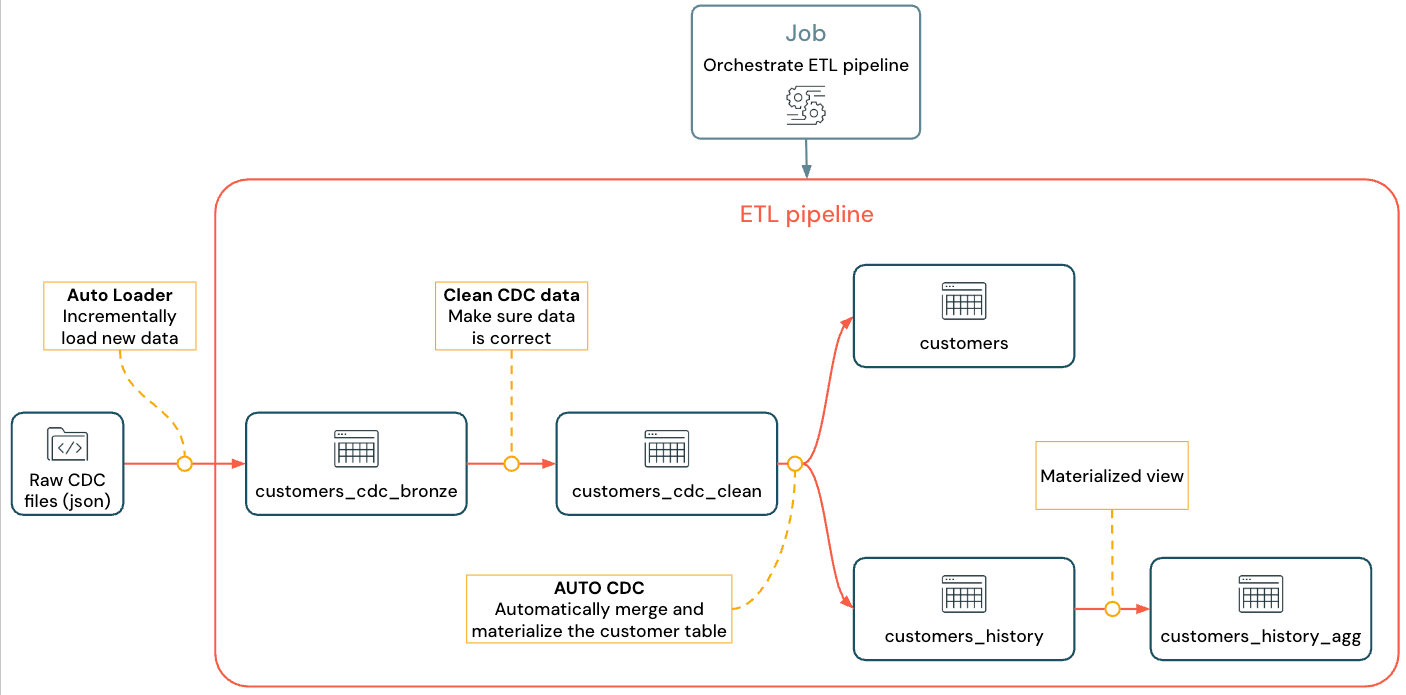 Job
Orchestrate ETL pipeline
ETL pipeline
Auto Loader
Incrementally
load new data
Clean CDC data
Make sure data
is correct
customers
Raw CDC
files (json)
customers_cdc_bronze
customers_cdc_clean
Materialized view
AUTO CDC
Automatically merge and
materialize the customer table
customers_history
customers_history_agg